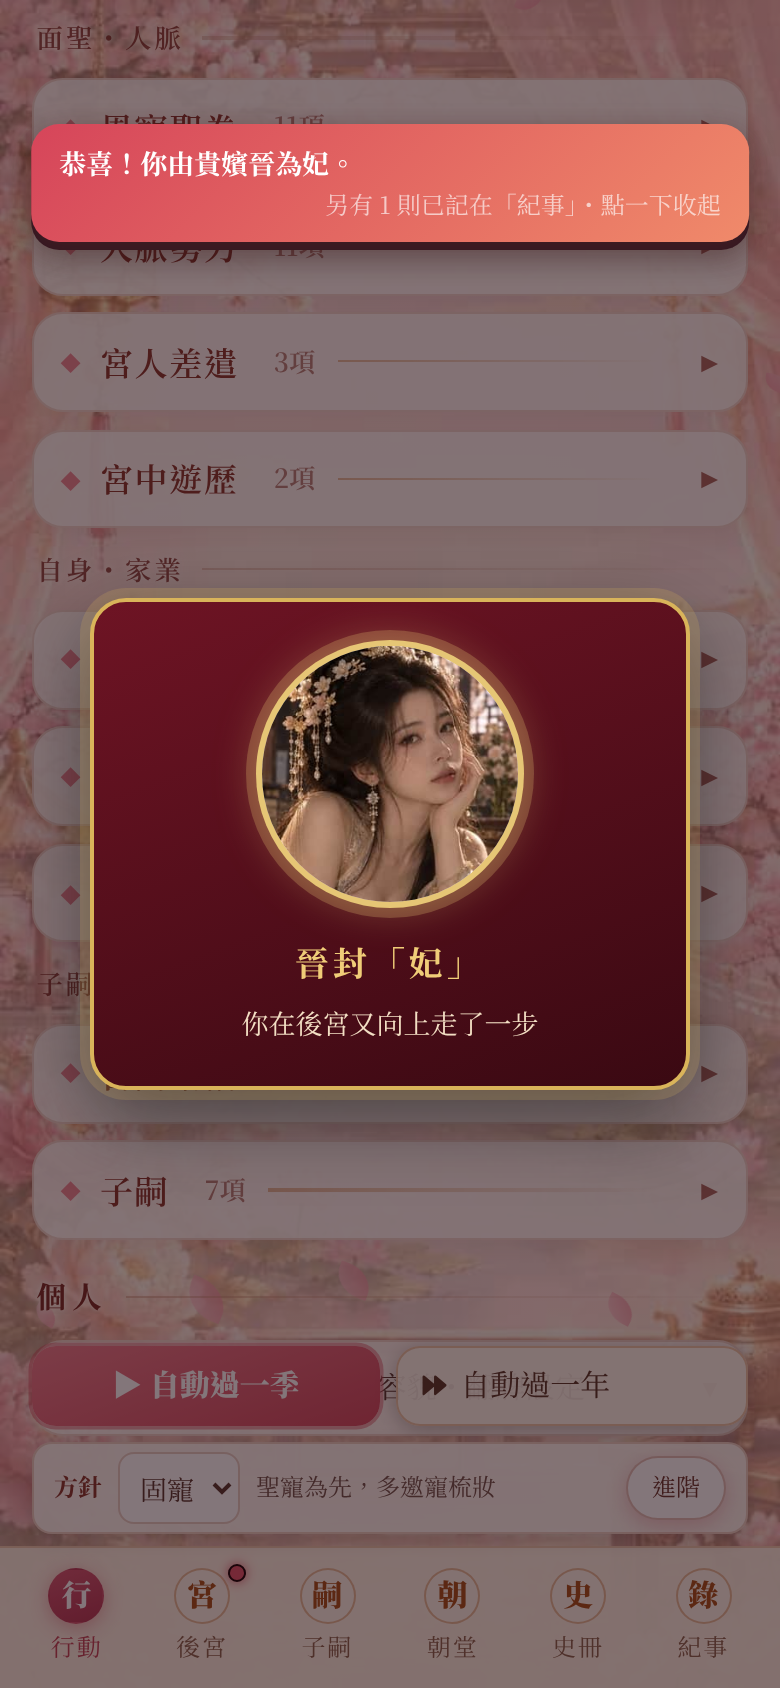 面聖・人脈
恭喜！你由貴嬪晉為妃。
另有 1 則已記在「紀事」・點一下收起
宮人差遣 3項
宮中遊歷 2項
自身・家業
晉封「妃」
你在後宮又向上走了一步
子嗣
子嗣 7項
個人
自動過一季
自動過一年
方針 固寵 聖寵為先，多邀寵梳妝 進階
行 宮 嗣 朝 史 錄
行動 後宮 子嗣 朝堂 史冊 紀事